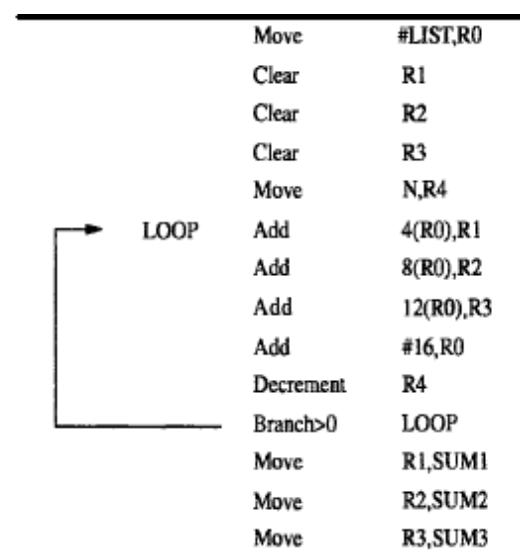 Move #LIST,R0
Clear R1
Clear R2
Clear R3
Move N,R4
LOOP Add 4(R0),R1
Add 8(R0),R2
Add 12(R0),R3
Add #16,R0
Decrement R4
Branch>0 LOOP
Move R1,SUM1
Move R2,SUM2
Move R3,SUM3